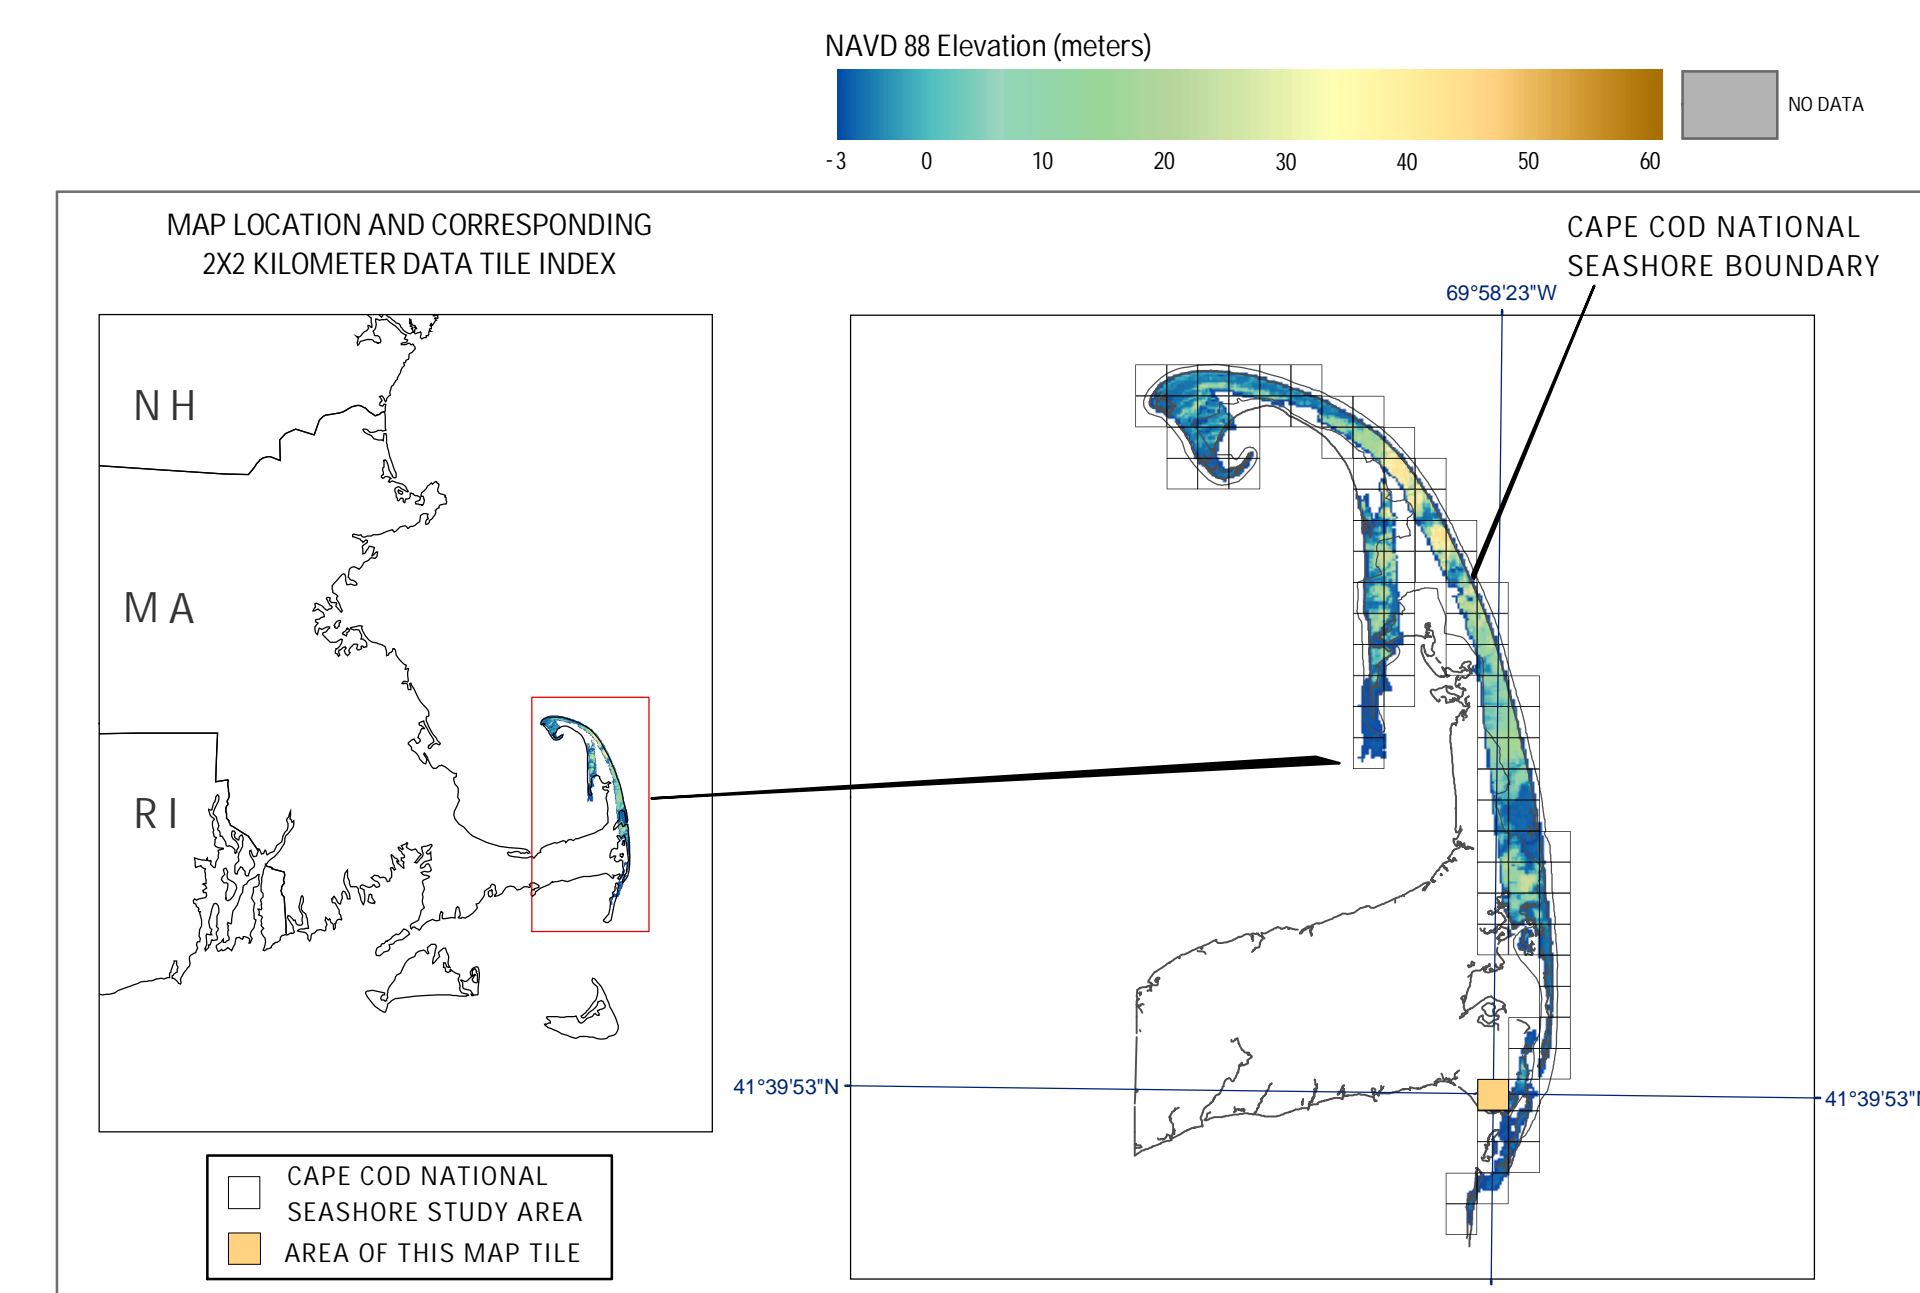 NAVD 88 Elevation (meters)
NO DATA
-3 0 10 20 30 40 50 60
MAP LOCATION AND CORRESPONDING
2X2 KILOMETER DATA TILE INDEX
CAPE COD NATIONAL
SEASHORE BOUNDARY
69°58'23"W
NH
MA
RI
41°39'53"N
41°39'53"N
CAPE COD NATIONAL
SEASHORE STUDY AREA
AREA OF THIS MAP TILE